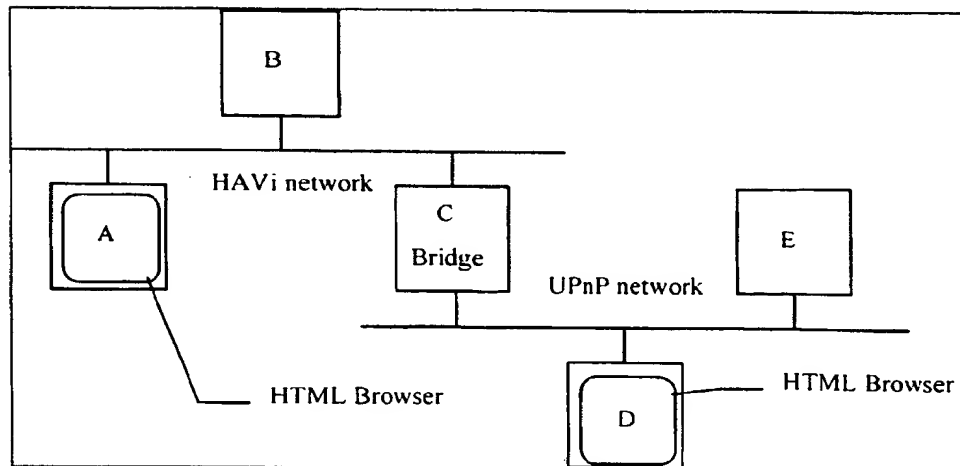 B
HAVi network
A
C
Bridge
E
UPnP network
HTML Browser
HTML Browser
D